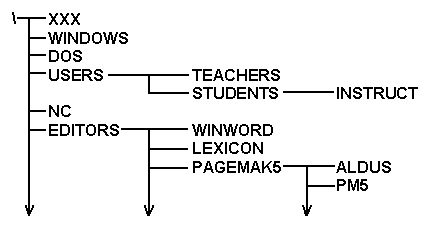 \ XXX
WINDOWS
DOS
USERS TEACHERS
STUDENTS INSTRUCT
NC
EDITORS WINWORD
LEXICON
PAGEMAK5 ALDUS
PM5